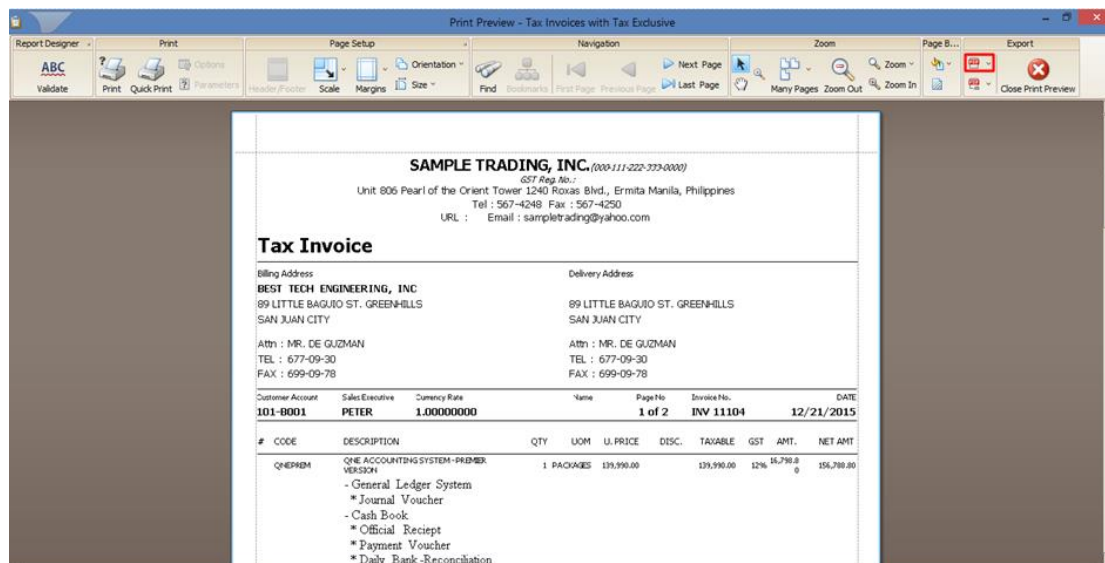 Print Preview - Tax Invoices with Tax Exclusive
Report Designer Print Page Setup Navigation Zoom Page B... Export
ABC
Validate
Print Quick Print Options Parameters
Header/Footer Scale Margins Orientation Size
Find Bookmarks First Page Previous Page Next Page Last Page
Many Pages Zoom Out Zoom Zoom In
Close Print Preview
SAMPLE TRADING, INC. (000-111-222-333-0000)
GST Reg. No.:
Unit 806 Pearl of the Orient Tower 1240 Roxas Blvd., Ermita Manila, Philippines
Tel : 567-4248 Fax : 567-4250
URL : Email : sampletrading@yahoo.com
Tax Invoice
Billing Address Delivery Address
BEST TECH ENGINEERING, INC
89 LITTLE BAGUIO ST. GREENHILLS 89 LITTLE BAGUIO ST. GREENHILLS
SAN JUAN CITY SAN JUAN CITY
Attn : MR. DE GUZMAN Attn : MR. DE GUZMAN
TEL : 677-09-30 TEL : 677-09-30
FAX : 699-09-78 FAX : 699-09-78
Customer Account Sales Executive Currency Rate Name Page No Invoice No. DATE
101-B001 PETER 1.00000000 1 of 2 INV 11104 12/21/2015
# CODE DESCRIPTION QTY UOM U. PRICE DISC. TAXABLE GST AMT. NET AMT
QNEPREM QNE ACCOUNTING SYSTEM - PREMIER VERSION 1 PACKAGES 139,990.00 139,990.00 12% 16,798.80 156,788.80
- General Ledger System
* Journal Voucher
- Cash Book
* Official Reciept
* Payment Voucher
* Daily Bank -Reconciliation